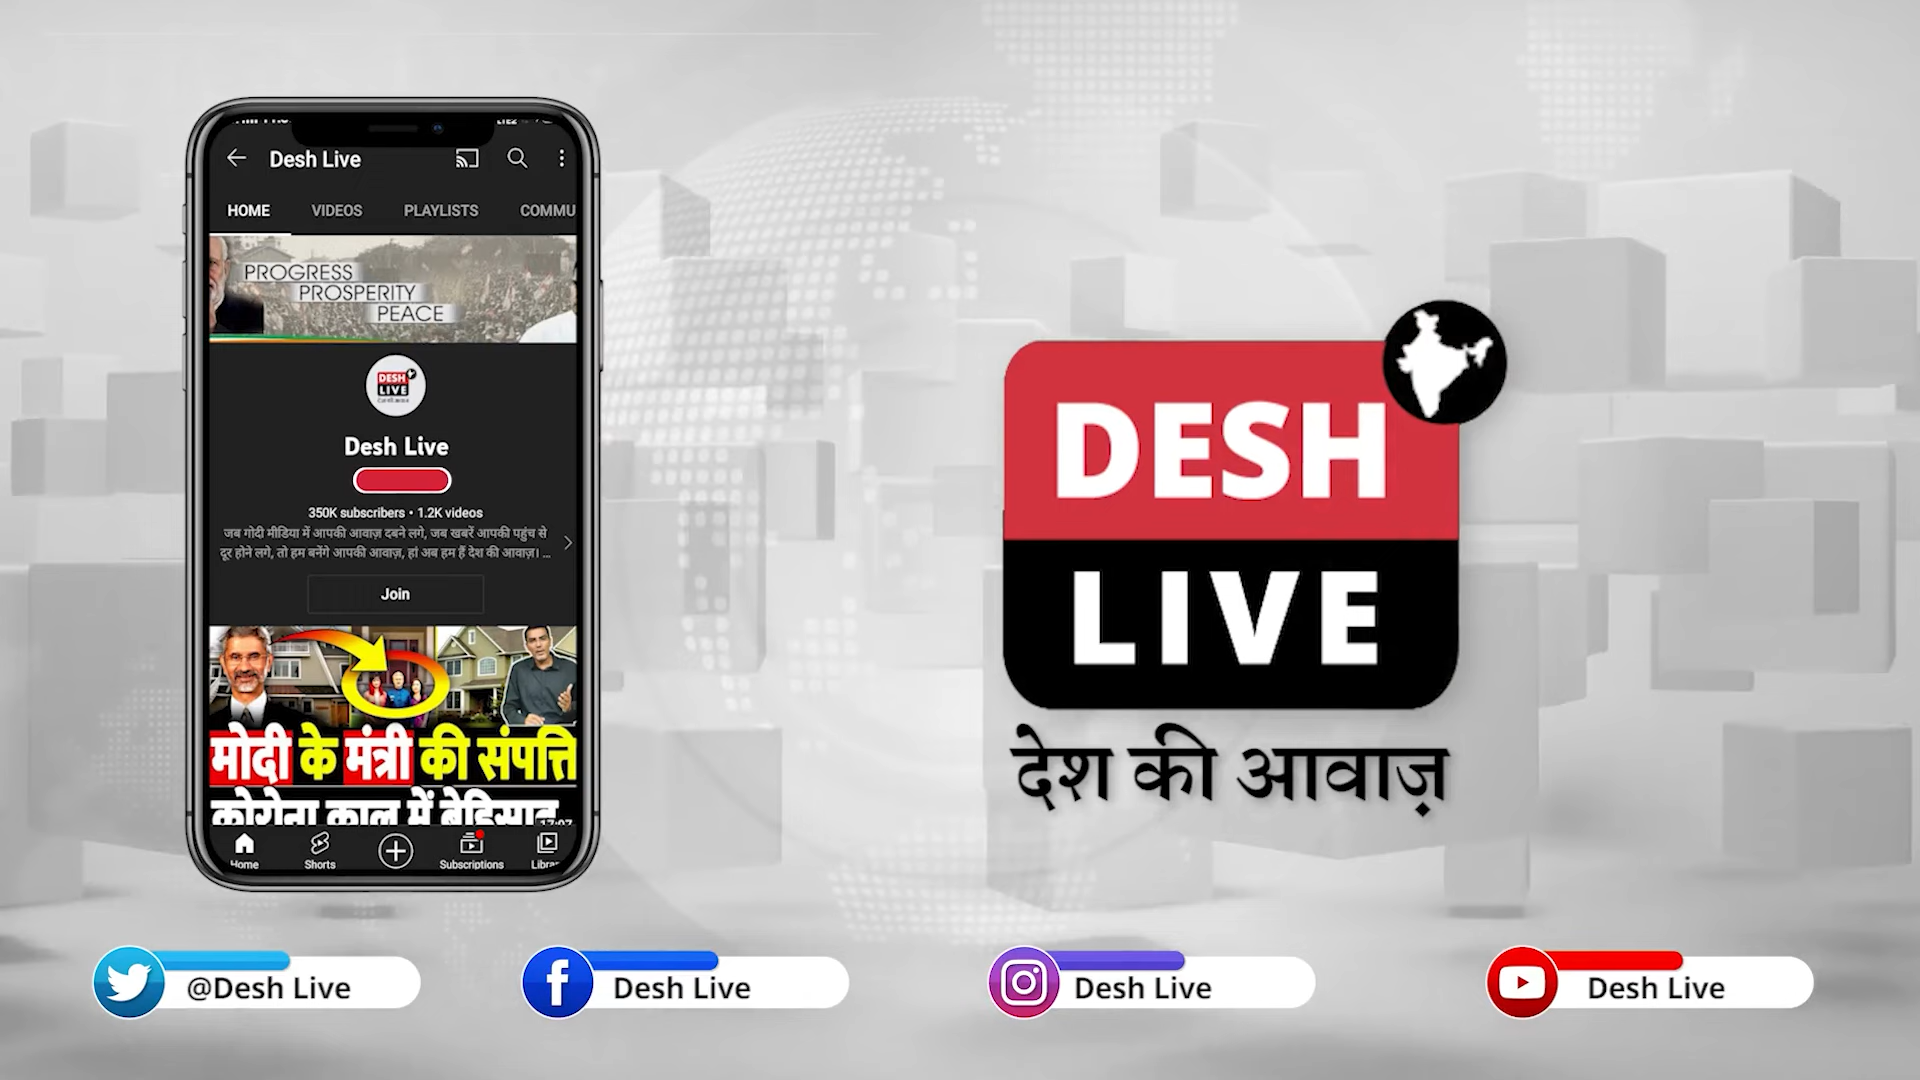 Desh Live
HOME VIDEOS PLAYLISTS COMMU
PROGRESS
PROSPERITY
PEACE
DESH
LIVE
Desh Live
350K subscribers • 1.2K videos
जब गोदी मीडिया में आपकी आवाज़ दबने लगे, जब खबरें आपकी पहुंच से
दूर होने लगे, तो हम बनेंगे आपकी आवाज़, हां अब हम हैं देश की आवाज़। ...
Join
मोदी के मंत्री की संपत्ति
कोरोना काल में बेहिसाब
Home Shorts Subscriptions
DESH
LIVE
देश की आवाज़
@Desh Live
Desh Live
Desh Live
Desh Live